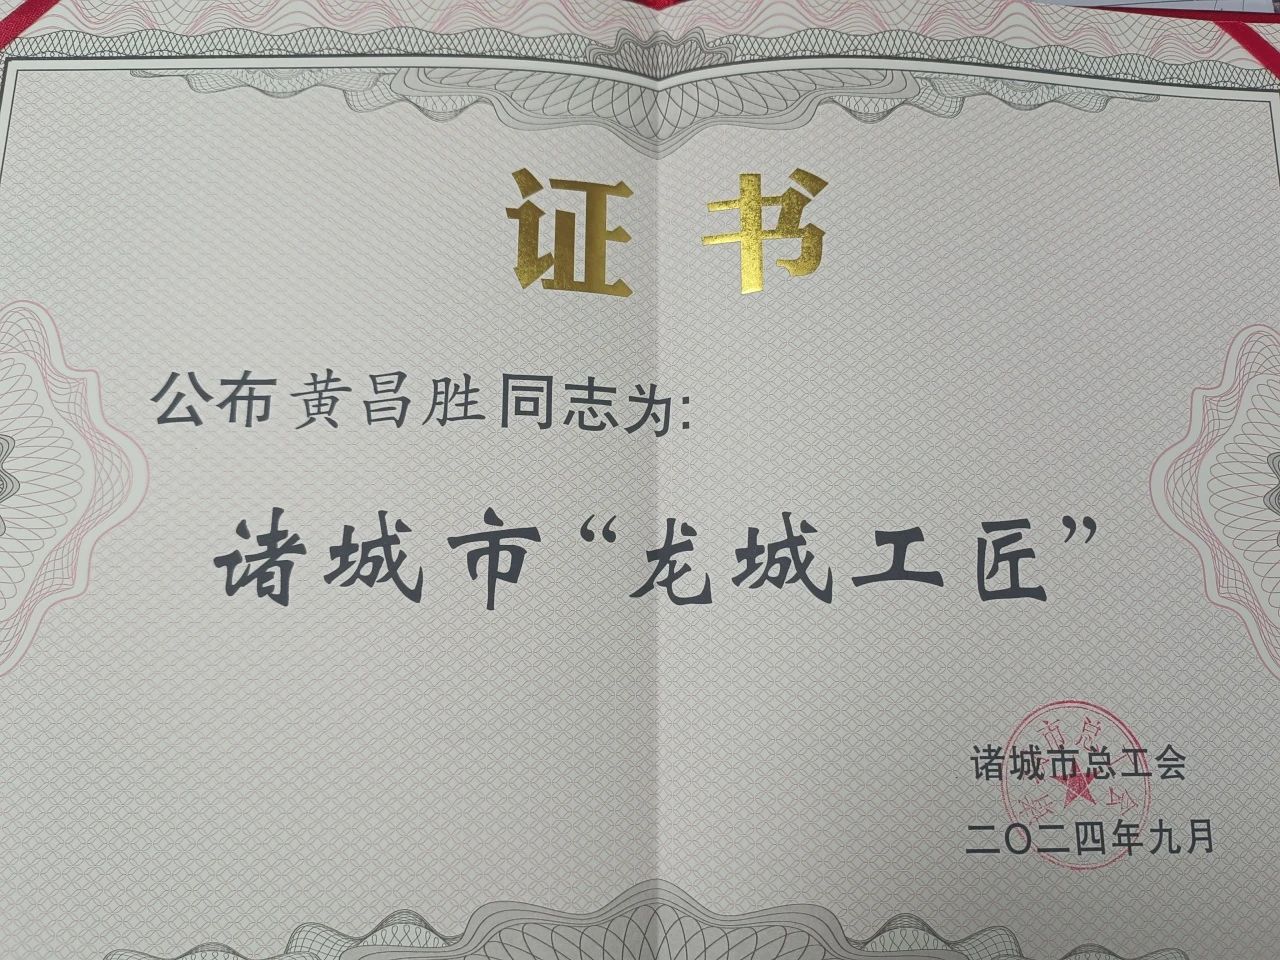 证书
公布黄昌胜同志为:
诸城市“龙城工匠”
诸城市总工会
二〇二四年九月